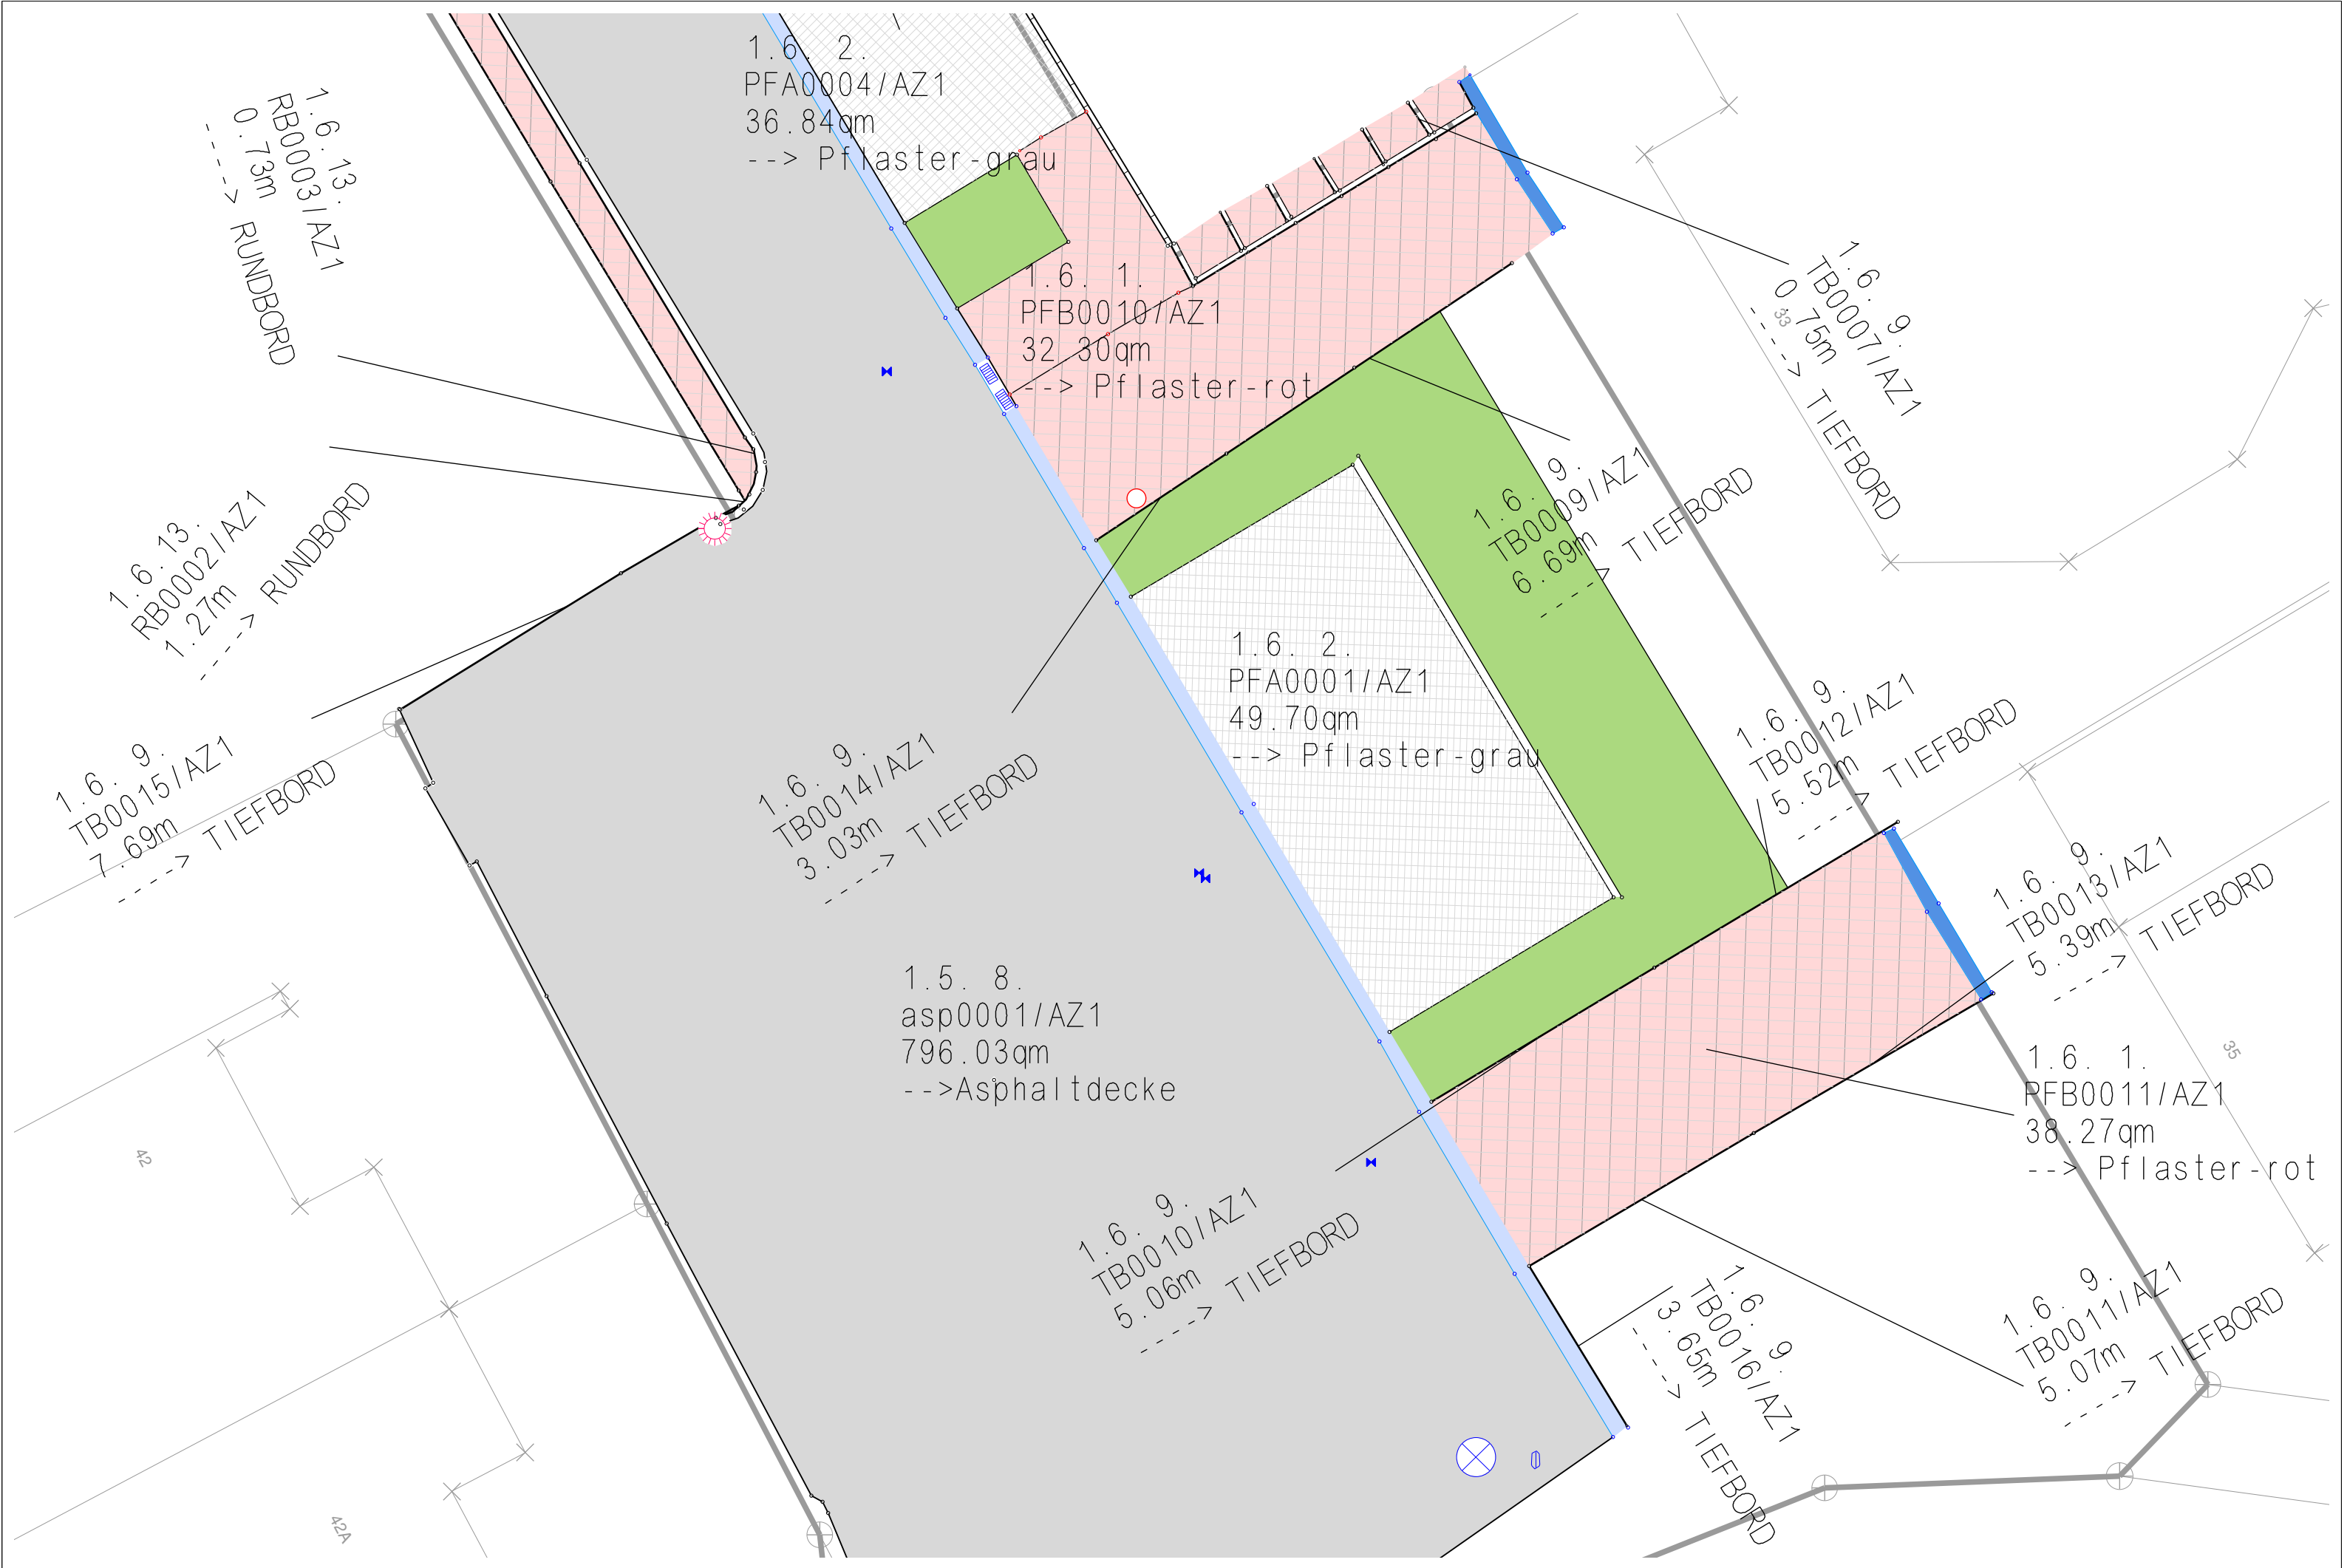 1.6. 2.
PFA0004/AZ1
36.84qm
--> Pflaster-grau
1.6.13.
RB0003/AZ1
0.73m
----> RUNDBORD
1.6. 1.
PFB0010/AZ1
32.30qm
--> Pflaster-rot
1.6. 9.
TB0007/AZ1
0.75m
----> TIEFBORD
33
1.6.13.
RB0002/AZ1
1.27m
----> RUNDBORD
1.6. 9.
TB0009/AZ1
6.69m
----> TIEFBORD
1.6. 2.
PFA0001/AZ1
49.70qm
--> Pflaster-grau
1.6. 9.
TB0015/AZ1
7.69m
----> TIEFBORD
1.6. 9.
TB0014/AZ1
3.03m
----> TIEFBORD
1.6. 9.
TB0012/AZ1
5.52m
----> TIEFBORD
1.6. 9.
TB0013/AZ1
5.39m
----> TIEFBORD
1.5. 8.
asp0001/AZ1
796.03qm
-->Asphaltdecke
35
1.6. 1.
PFB0011/AZ1
38.27qm
--> Pflaster-rot
42
1.6. 9.
TB0010/AZ1
5.06m
----> TIEFBORD
1.6. 9.
TB0016/AZ1
3.65m
----> TIEFBORD
1.6. 9.
TB0011/AZ1
5.07m
----> TIEFBORD
42A